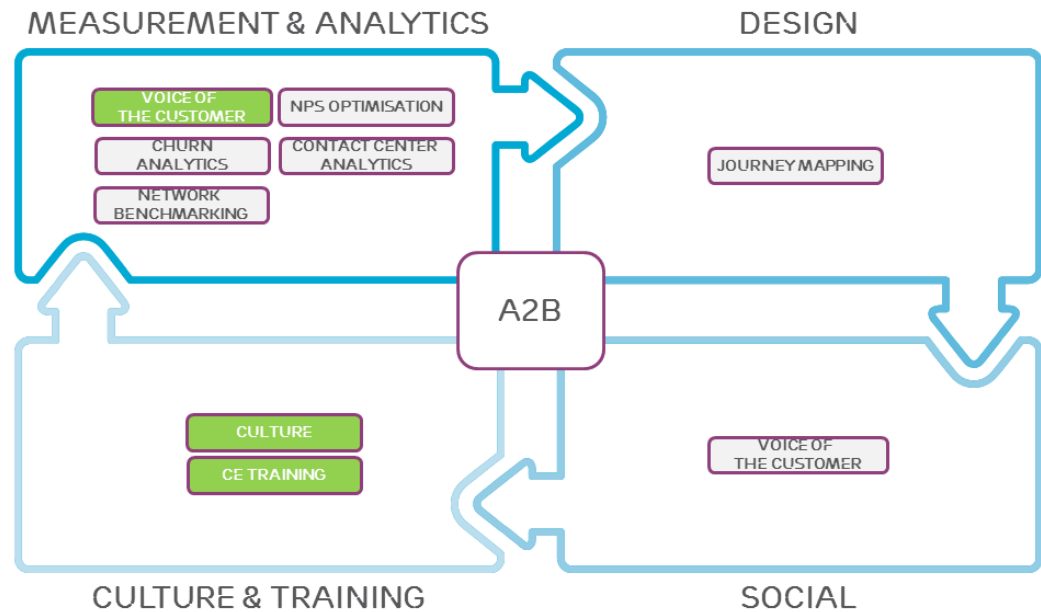 MEASUREMENT & ANALYTICS
DESIGN
VOICE OF
THE CUSTOMER
NPS OPTIMISATION
CHURN
ANALYTICS
CONTACT CENTER
ANALYTICS
NETWORK
BENCHMARKING
JOURNEY MAPPING
A2B
CULTURE
CE TRAINING
VOICE OF
THE CUSTOMER
CULTURE & TRAINING
SOCIAL